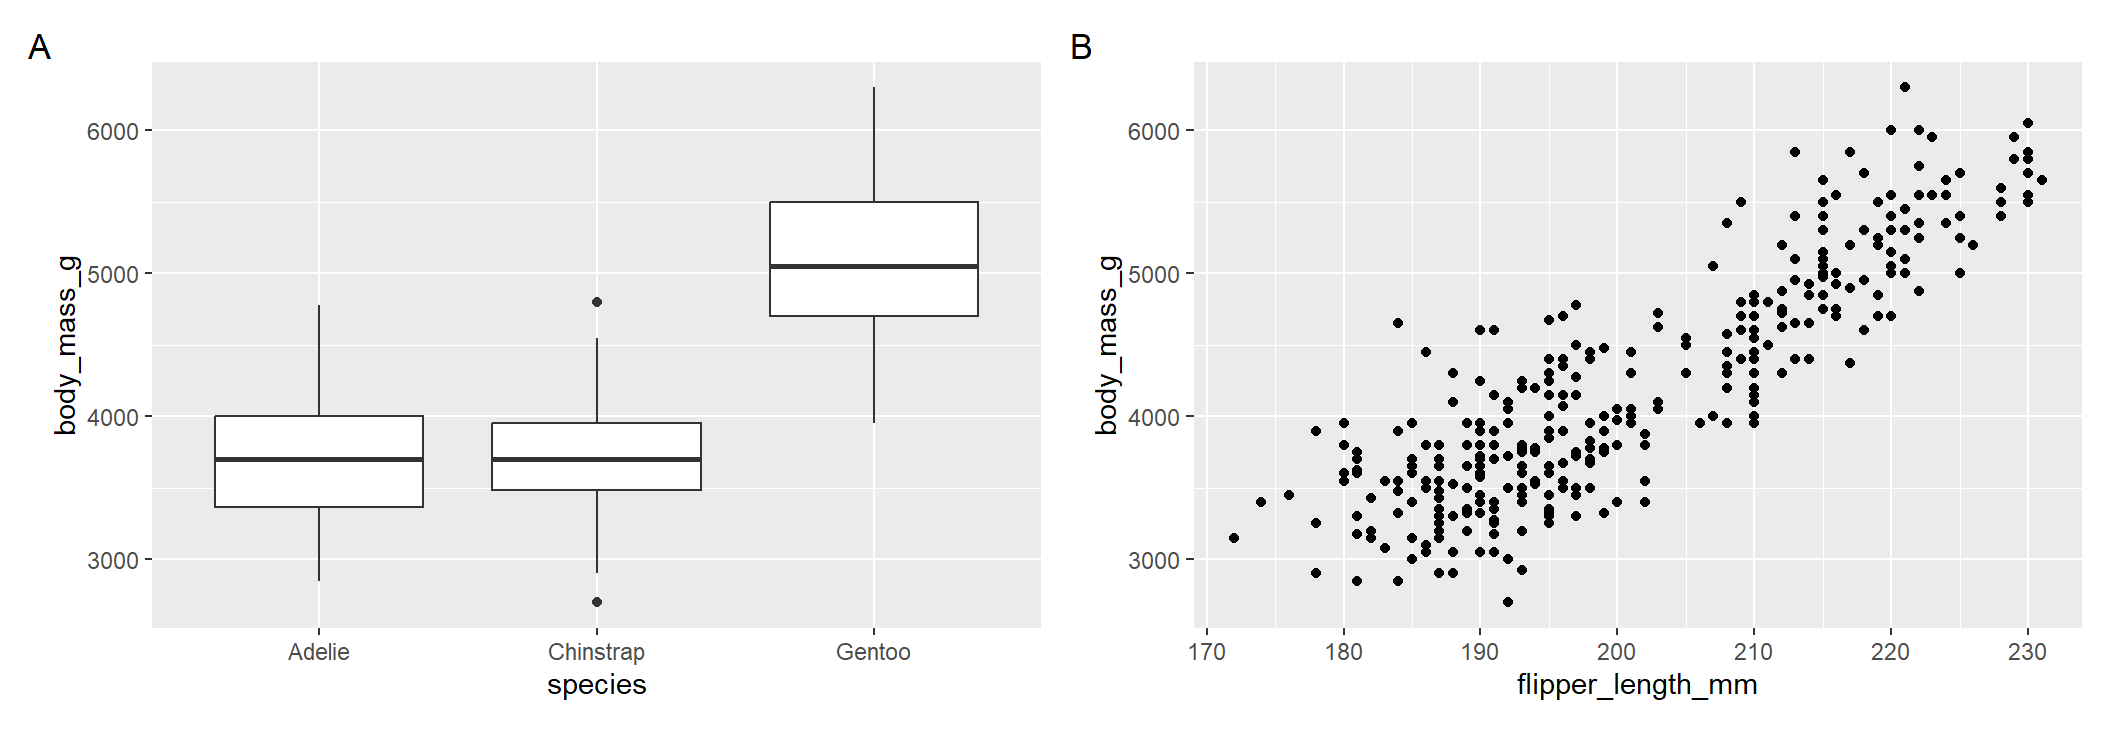 A
body_mass_g
6000
5000
4000
3000
Adelie Chinstrap Gentoo
species
B
body_mass_g
6000
5000
4000
3000
170 180 190 200 210 220 230
flipper_length_mm